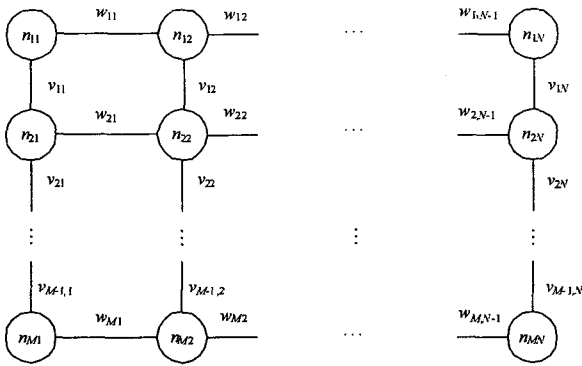 w11 w12 ... w1,N-1
n11 n12 n1N
v11 v12 v1N
w21 w22 ... w2,N-1
n21 n22 n2N
v21 v22 v2N
⋮ ⋮ ⋮ ⋮
vM-1,1 vM-1,2 vM-1,N
wM1 wM2 ... wM,N-1
nM1 nM2 nMN